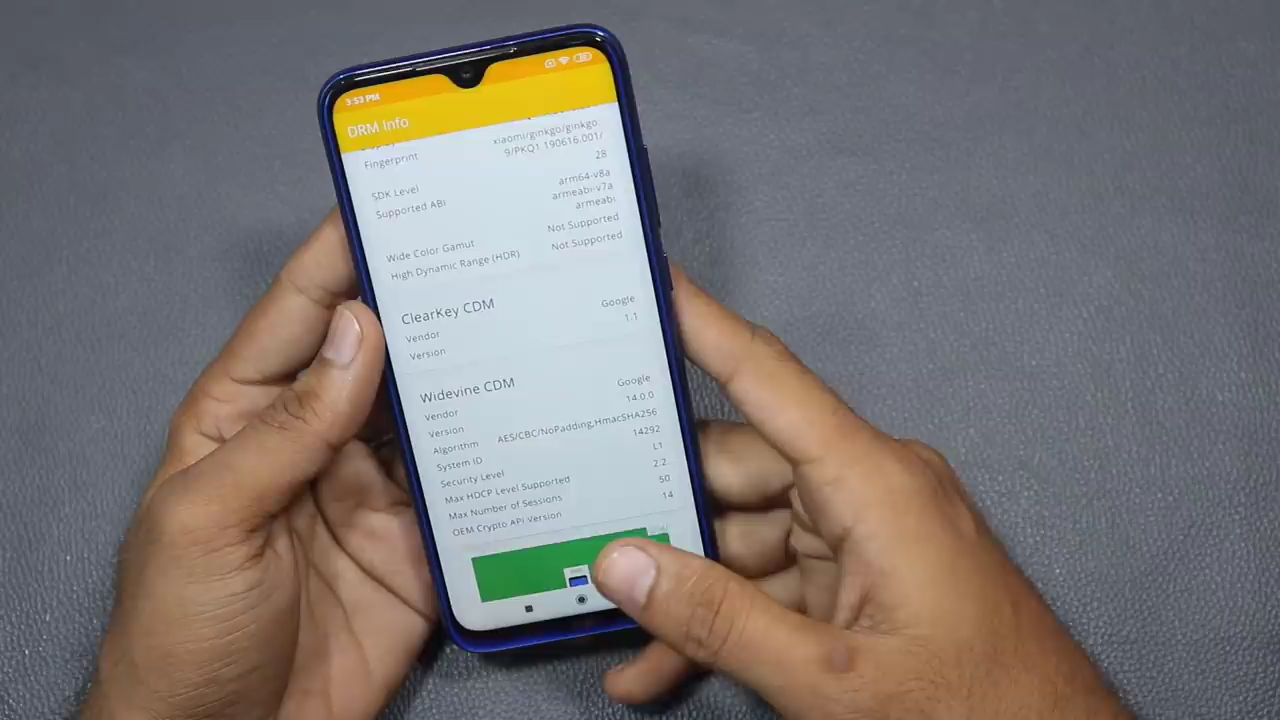 3:53 PM
DRM Info
Fingerprint xiaomi/ginkgo/ginkgo
9/PKQ1.190616.001/
SDK Level 28
Supported ABI arm64-v8a
armeabi-v7a
armeabi
Wide Color Gamut Not Supported
High Dynamic Range (HDR) Not Supported
ClearKey CDM
Vendor Google
Version 1.1
Widevine CDM
Vendor Google
Version 14.0.0
Algorithm AES/CBC/NoPadding,HmacSHA256
System ID 14292
Security Level L1
Max HDCP Level Supported 2.2
Max Number of Sessions 50
OEM Crypto API Version 14